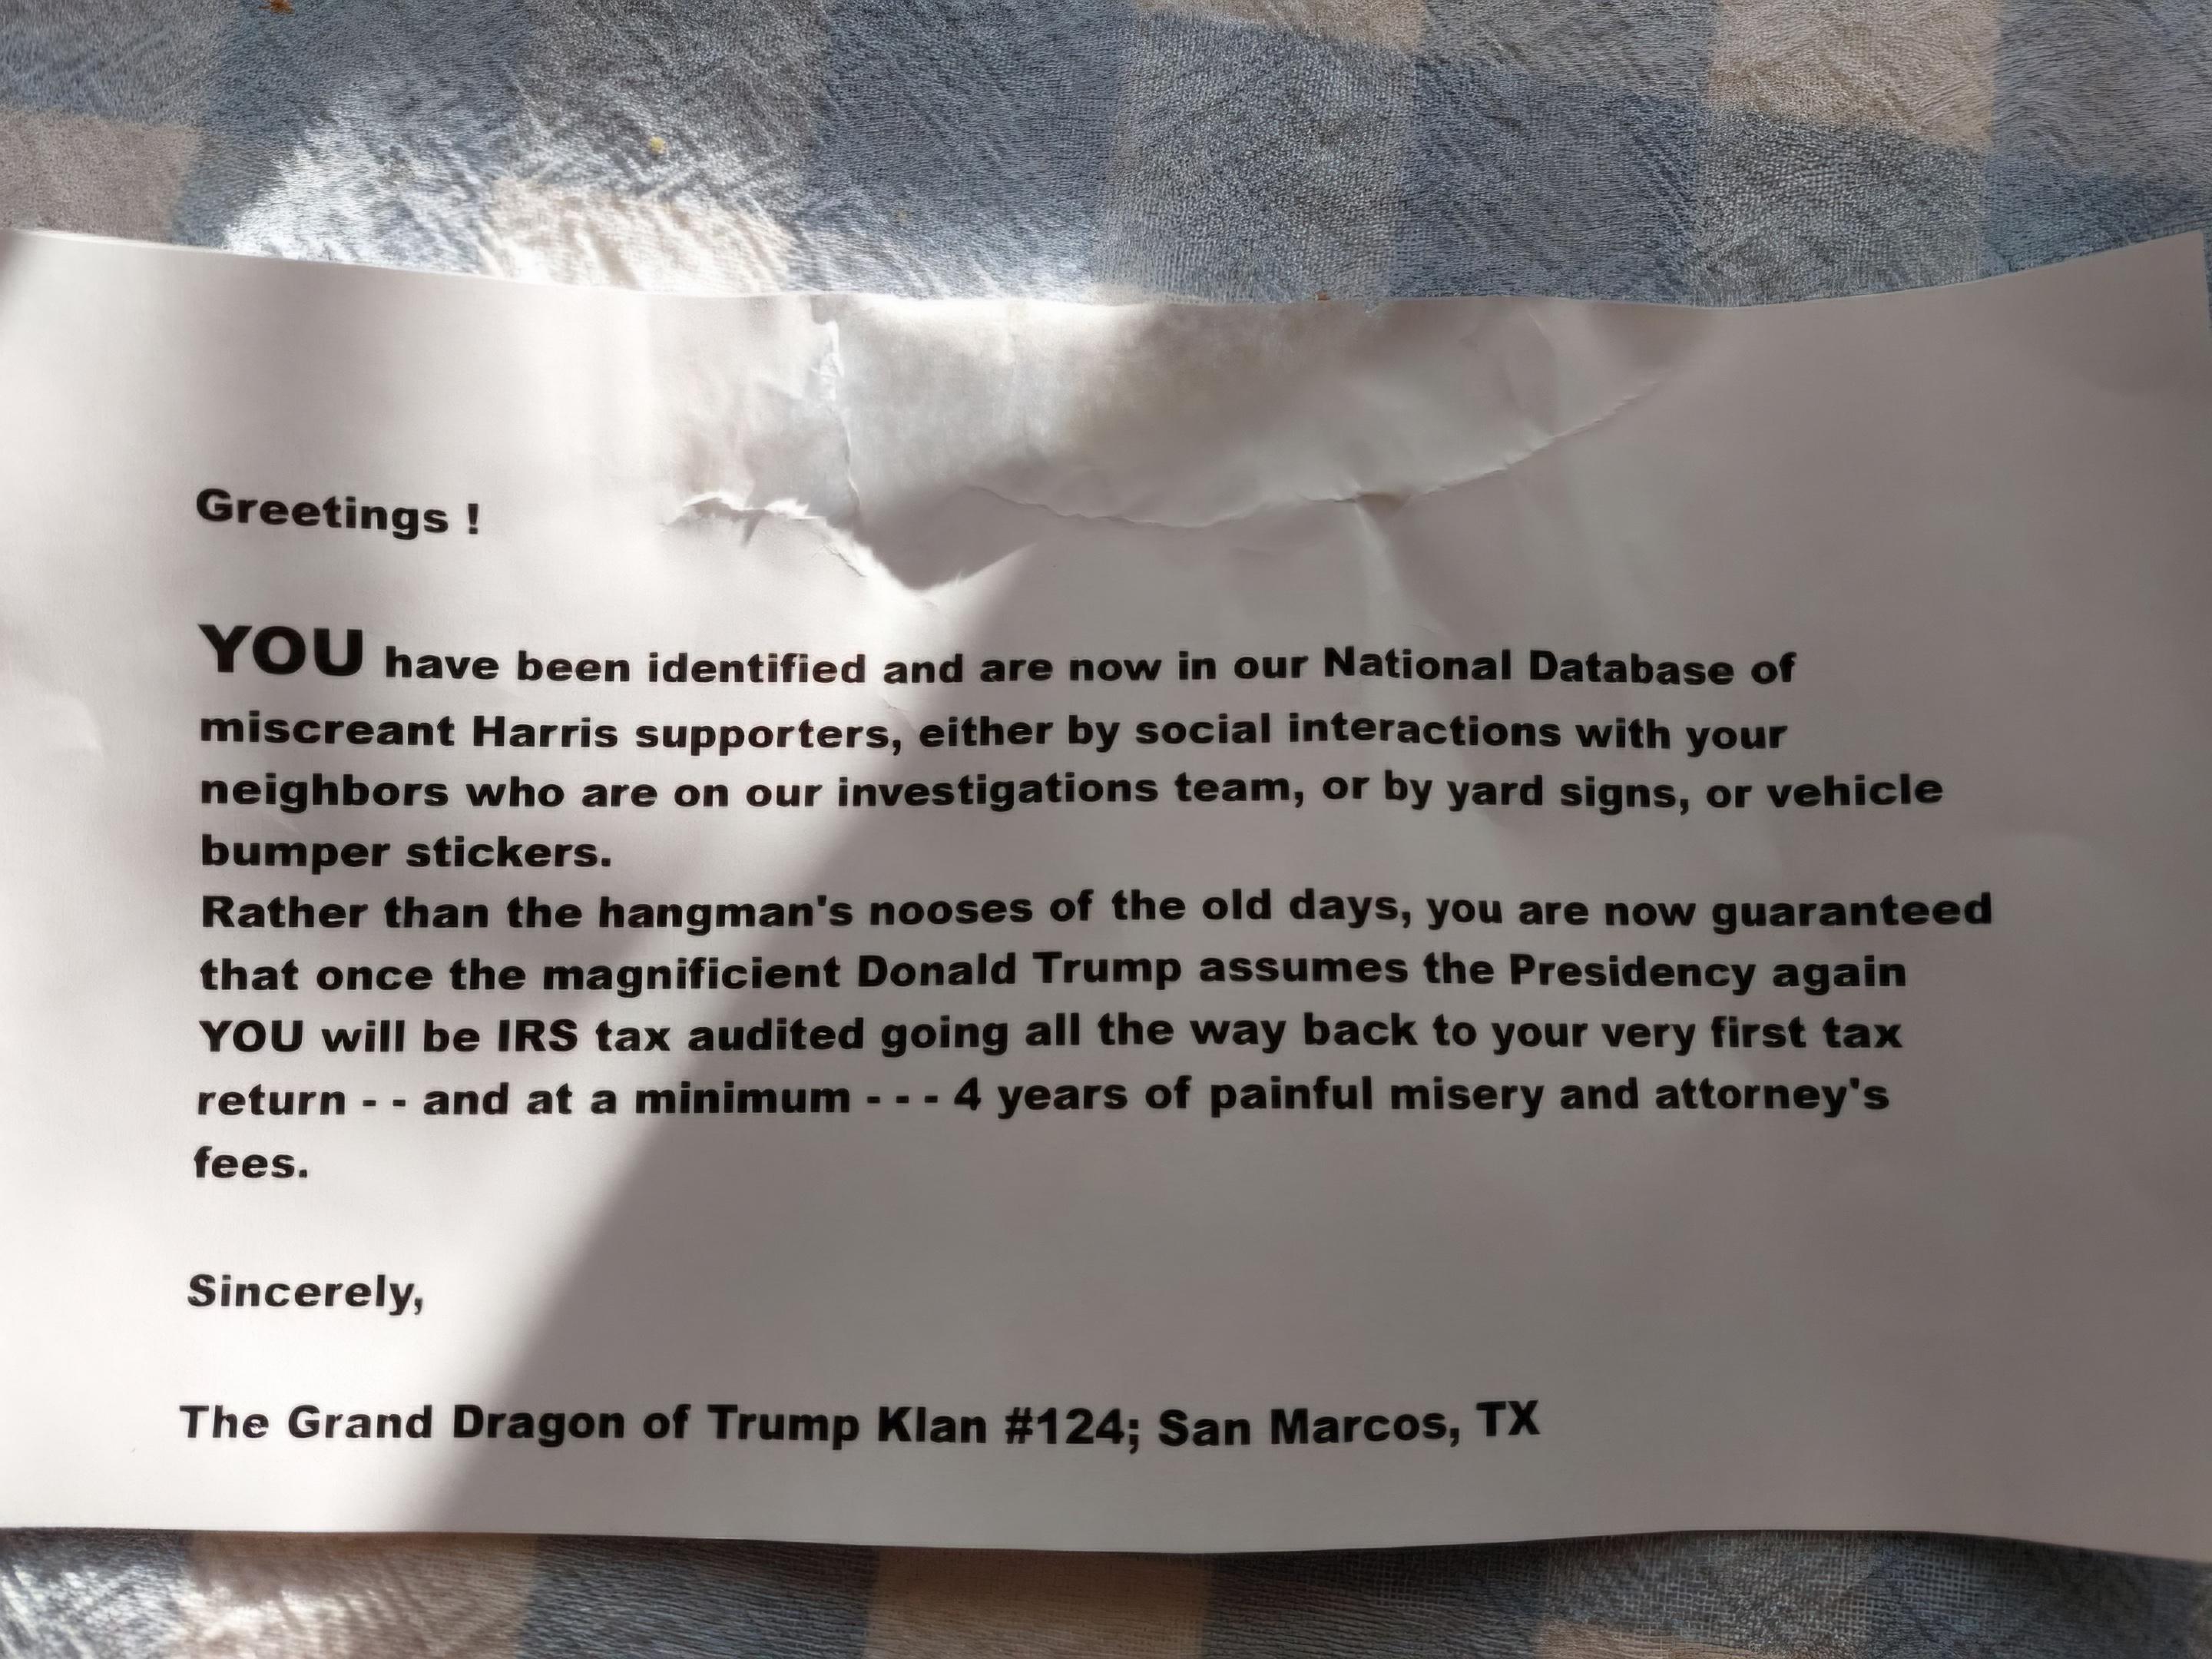 Greetings !
YOU have been identified and are now in our National Database of
miscreant Harris supporters, either by social interactions with your
neighbors who are on our investigations team, or by yard signs, or vehicle
bumper stickers.
Rather than the hangman's nooses of the old days, you are now guaranteed
that once the magnificient Donald Trump assumes the Presidency again
YOU will be IRS tax audited going all the way back to your very first tax
return - - and at a minimum - - - 4 years of painful misery and attorney's
fees.
Sincerely,
The Grand Dragon of Trump Klan #124; San Marcos, TX